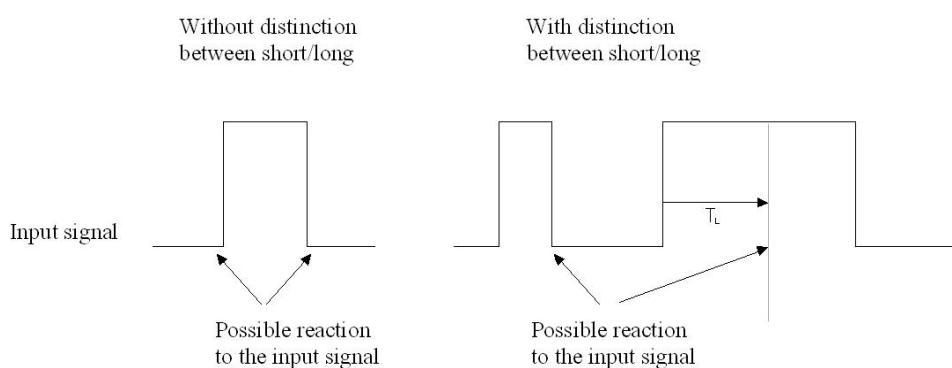 Without distinction
between short/long
With distinction
between short/long
Input signal
T_L
Possible reaction
to the input signal
Possible reaction
to the input signal